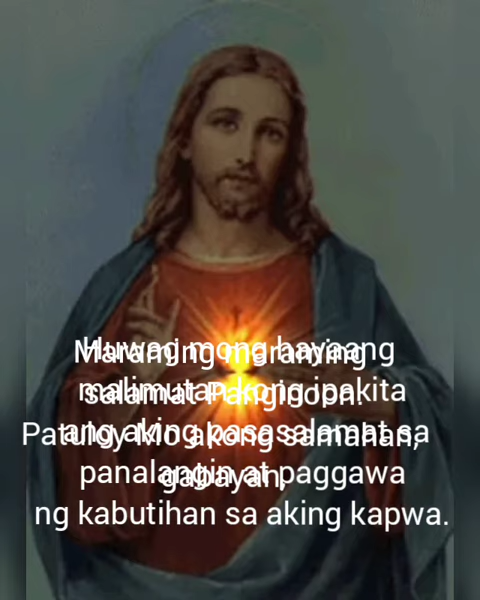 Maraming maraming
salamat Panginoon.
Patuloy Mo akong samahan,
gabayan,
Huwag mong hayaang
malimutan kong ipakita
ang aking pasasalamat sa
panalangin at paggawa
ng kabutihan sa aking kapwa.